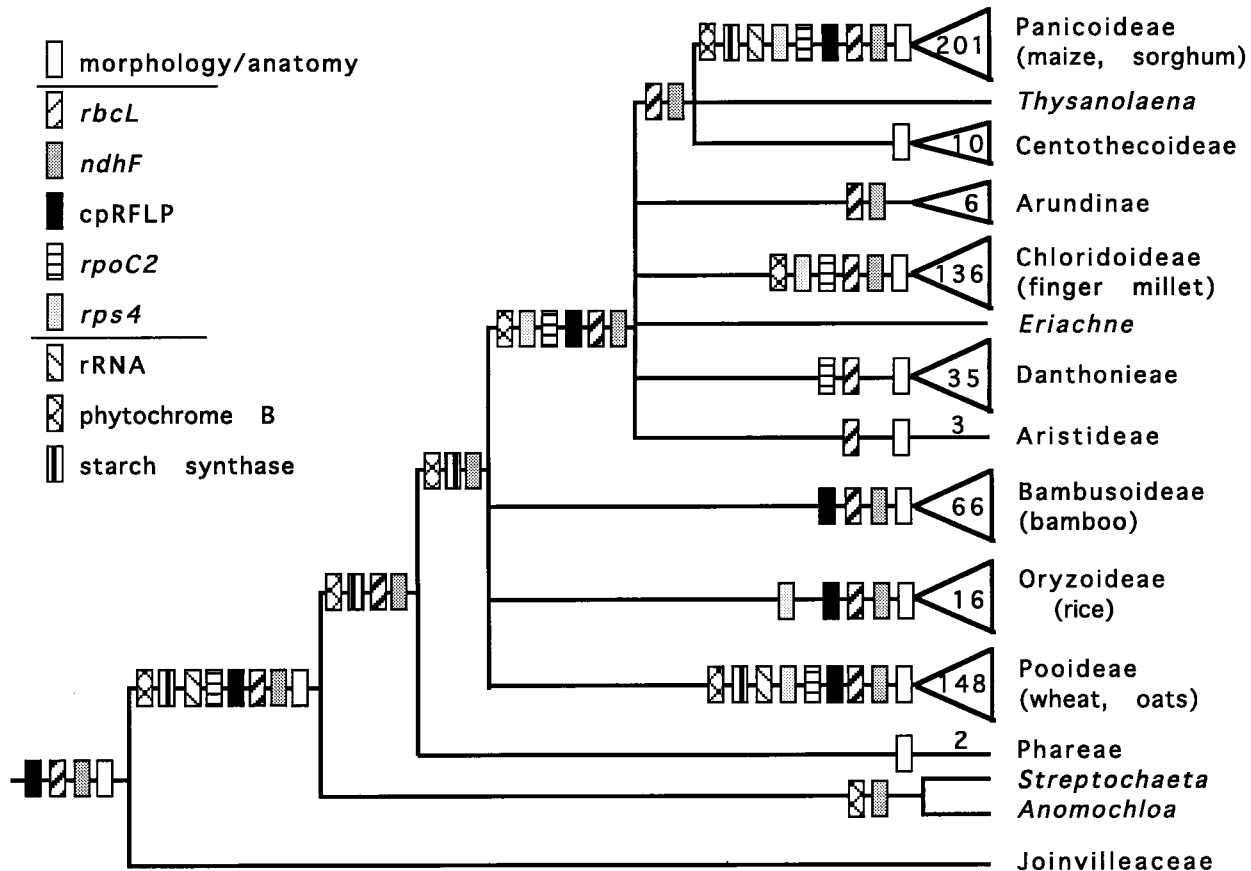 morphology/anatomy
rbcL
ndhF
cpRFLP
rpoC2
rps4
rRNA
phytochrome B
starch synthase
201
Panicoideae
(maize, sorghum)
Thysanolaena
10
Centothecoideae
6
Arundinae
136
Chloridoideae
(finger millet)
Eriachne
35
Danthonieae
3
Aristideae
66
Bambusoideae
(bamboo)
16
Oryzoideae
(rice)
148
Pooideae
(wheat, oats)
2
Phareae
Streptochaeta
Anomochloa
Joinvilleaceae